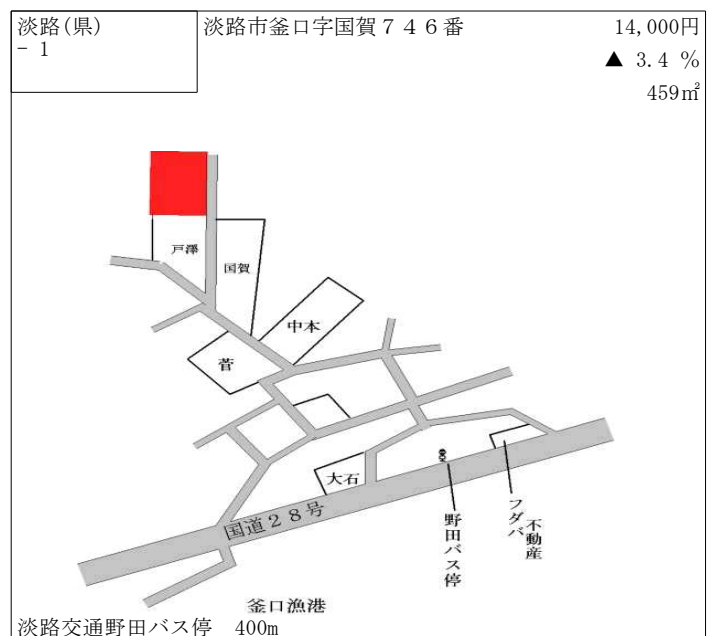 淡路(県)
－1
淡路市釜口字国賀７４６番
14,000円
▲ 3.4 %
459㎡
戸澤
国賀
中本
菅
大石
国道２８号
野田バス停
フダバ
不動産
釜口漁港
淡路交通野田バス停　400m